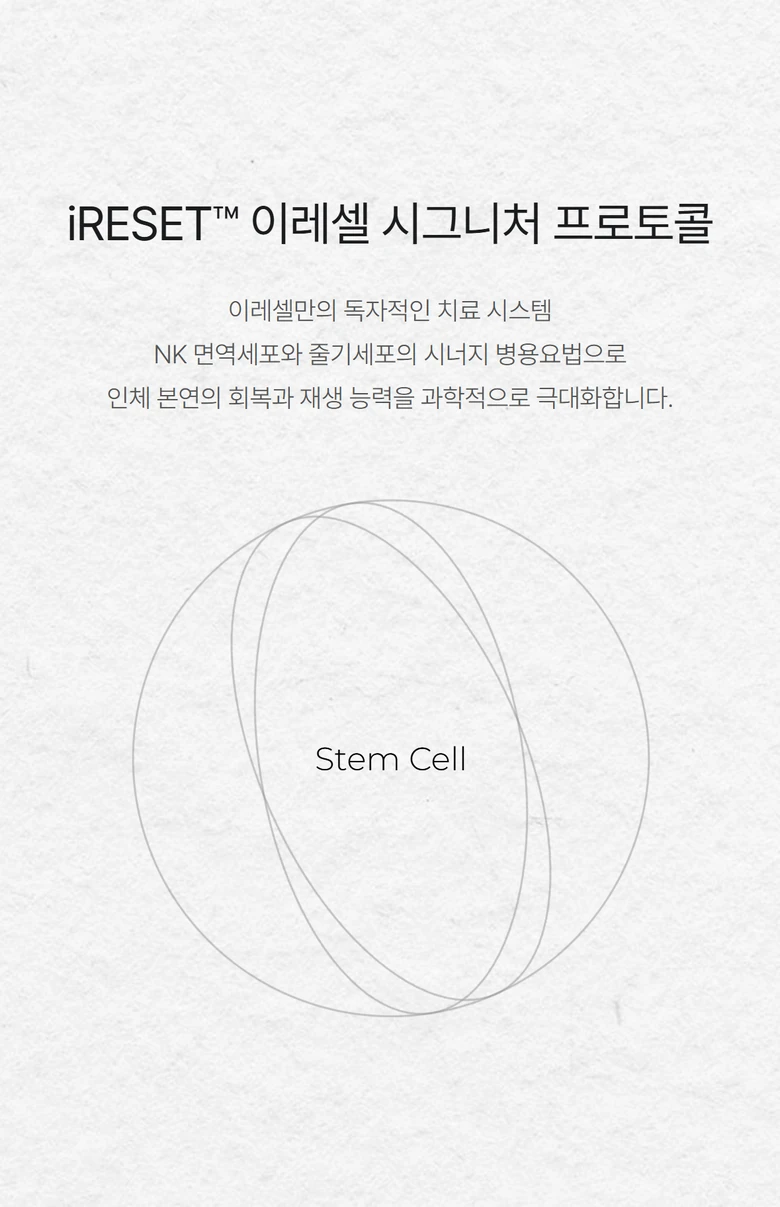 iRESET™ 이레셀 시그니처 프로토콜
이레셀만의 독자적인 치료 시스템
NK 면역세포와 줄기세포의 시너지 병용요법으로
인체 본연의 회복과 재생 능력을 과학적으로 극대화합니다.
Stem Cell